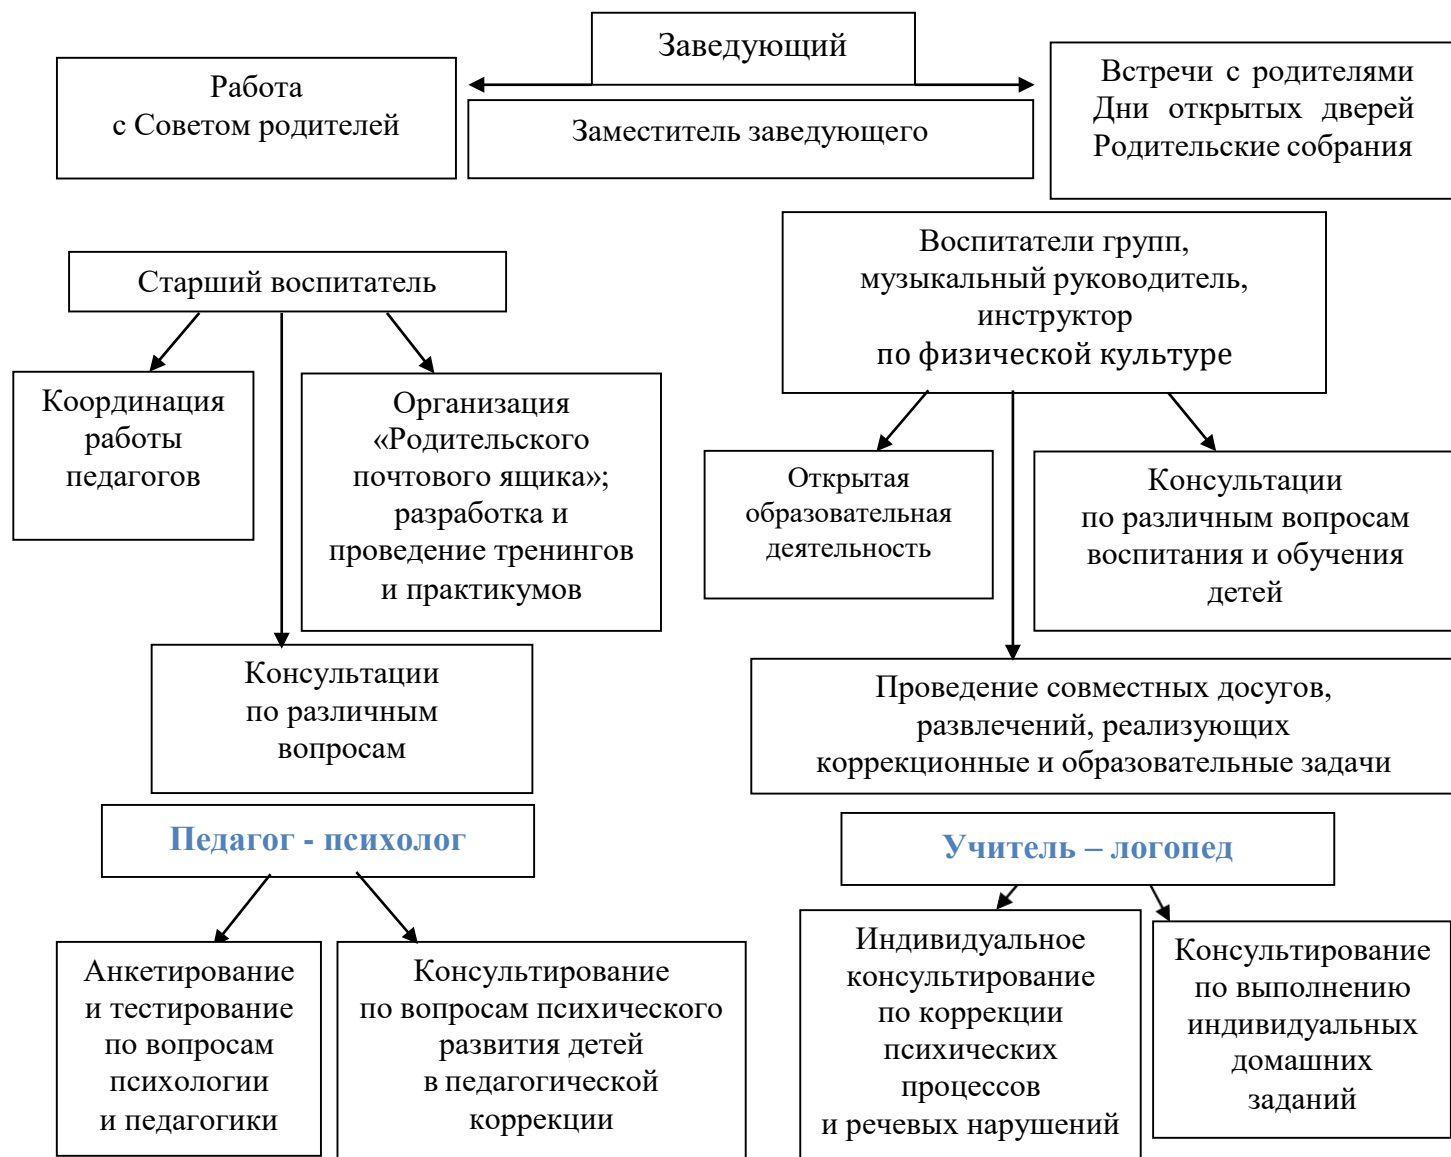 Заведующий
Работа
с Советом родителей
Заместитель заведующего
Встречи с родителями
Дни открытых дверей
Родительские собрания
Старший воспитатель
Воспитатели групп,
музыкальный руководитель,
инструктор
по физической культуре
Координация
работы
педагогов
Организация
«Родительского
почтового ящика»;
разработка и
проведение тренингов
и практикумов
Открытая
образовательная
деятельность
Консультации
по различным вопросам
воспитания и обучения
детей
Консультации
по различным
вопросам
Проведение совместных досугов,
развлечений, реализующих
коррекционные и образовательные задачи
Педагог - психолог
Учитель – логопед
Анкетирование
и тестирование
по вопросам
психологии
и педагогики
Консультирование
по вопросам психического
развития детей
в педагогической
коррекции
Индивидуальное
консультирование
по коррекции
психических
процессов
и речевых нарушений
Консультирование
по выполнению
индивидуальных
домашних
заданий